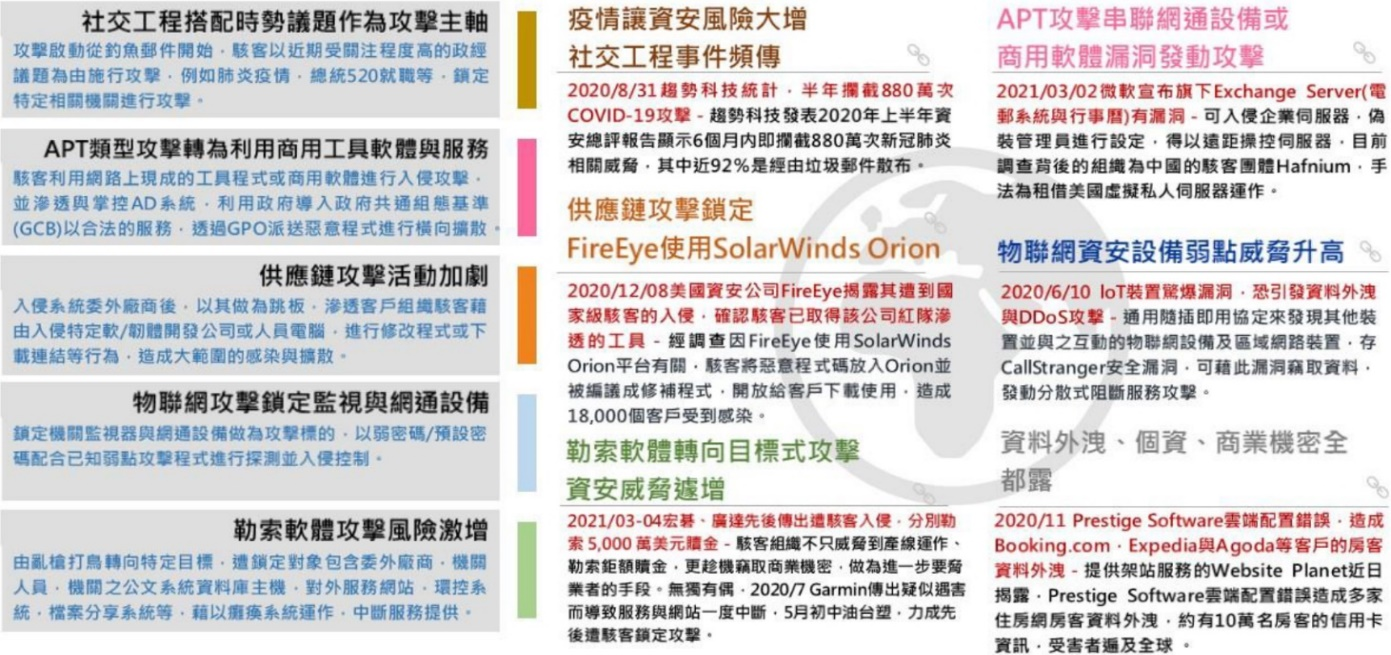 社交工程搭配時勢議題作為攻擊主軸
攻擊啟動從釣魚郵件開始，駭客以近期受關注程度高的政經
議題為由施行攻擊，例如肺炎疫情，總統520就職等，鎖定
特定相關機關進行攻擊。
APT類型攻擊轉為利用商用工具軟體與服務
駭客利用網路上現成的工具程式或商用軟體進行入侵攻擊，
並滲透與掌控AD系統，利用政府導入政府共通組態基準
(GCB)以合法的服務，透過GPO派送惡意程式進行橫向擴散。
供應鏈攻擊活動加劇
入侵系統委外廠商後，以其做為跳板，滲透客戶組織駭客藉
由入侵特定軟/韌體開發公司或人員電腦，進行修改程式或下
載連結等行為，造成大範圍的感染與擴散。
物聯網攻擊鎖定監視與網通設備
鎖定機關監視器與網通設備做為攻擊標的，以弱密碼/預設密
碼配合已知弱點攻擊程式進行探測並入侵控制。
勒索軟體攻擊風險激增
由亂槍打鳥轉向特定目標，遭鎖定對象包含委外廠商，機關
人員，機關之公文系統資料庫主機，對外服務網站，環控系
統，檔案分享系統等，藉以癱瘓系統運作，中斷服務提供。
疫情讓資安風險大增
社交工程事件頻傳
2020/8/31趨勢科技統計，半年攔截880萬次
COVID-19攻擊 - 趨勢科技發表2020年上半年資
安總評報告顯示6個月內即攔截880萬次新冠肺炎
相關威脅，其中近92%是經由垃圾郵件散布。
供應鏈攻擊鎖定
FireEye使用SolarWinds Orion
2020/12/08美國資安公司FireEye揭露其遭到國
家級駭客的入侵，確認駭客已取得該公司紅隊滲
透的工具 - 經調查因FireEye使用SolarWinds
Orion平台有關，駭客將惡意程式碼放入Orion並
被編議成修補程式，開放給客戶下載使用，造成
18,000個客戶受到感染。
勒索軟體轉向目標式攻擊
資安威脅遽增
2021/03-04宏碁、廣達先後傳出遭駭客入侵，分別勒
索 5,000 萬美元贖金 - 駭客組織不只威脅到產線運作、
勒索鉅額贖金，更趁機竊取商業機密，做為進一步要脅
業者的手段。無獨有偶，2020/7 Garmin傳出疑似遇害
而導致服務與網站一度中斷，5月初中油台塑，力成先
後遭駭客鎖定攻擊。
APT攻擊串聯網通設備或
商用軟體漏洞發動攻擊
2021/03/02微軟宣布旗下Exchange Server(電
郵系統與行事曆)有漏洞 - 可入侵企業伺服器，偽
裝管理員進行設定，得以遠距操控伺服器，目前
調查背後的組織為中國的駭客團體Hafnium，手
法為租借美國虛擬私人伺服器運作。
物聯網資安設備弱點威脅升高
2020/6/10 IoT裝置驚爆漏洞，恐引發資料外洩
與DDoS攻擊 - 通用隨插即用協定來發現其他裝
置並與之互動的物聯網設備及區域網路裝置，存
CallStranger安全漏洞，可藉此漏洞竊取資料，
發動分散式阻斷服務攻擊。
資料外洩、個資、商業機密全
都露
2020/11 Prestige Software雲端配置錯誤，造成
Booking.com，Expedia與Agoda等客戶的房客
資料外洩 - 提供架站服務的Website Planet近日
揭露，Prestige Software雲端配置錯誤造成多家
住房網房客資料外洩，約有10萬名房客的信用卡
資訊，受害者遍及全球 。